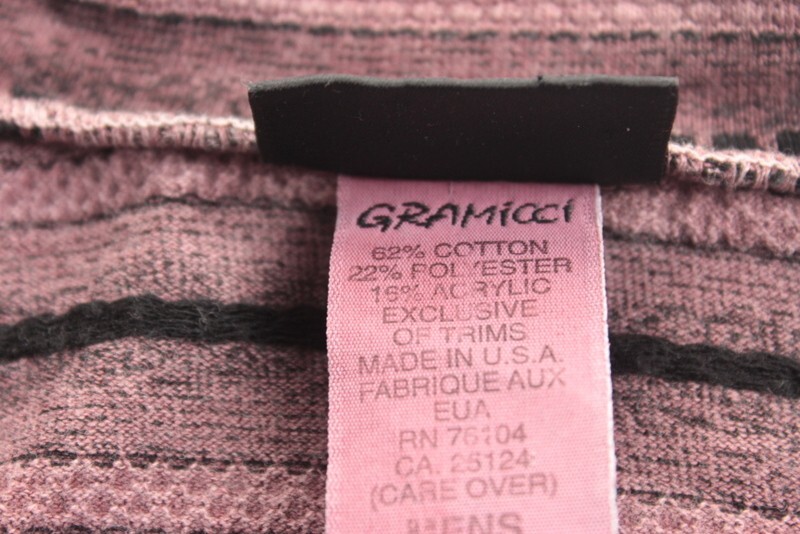 GRAMiCCi
62% COTTON
22% POLYESTER
16% ACRYLIC
EXCLUSIVE
OF TRIMS
MADE IN U.S.A.
FABRIQUE AUX
EUA
RN 76104
CA. 25124
(CARE OVER)
MENS